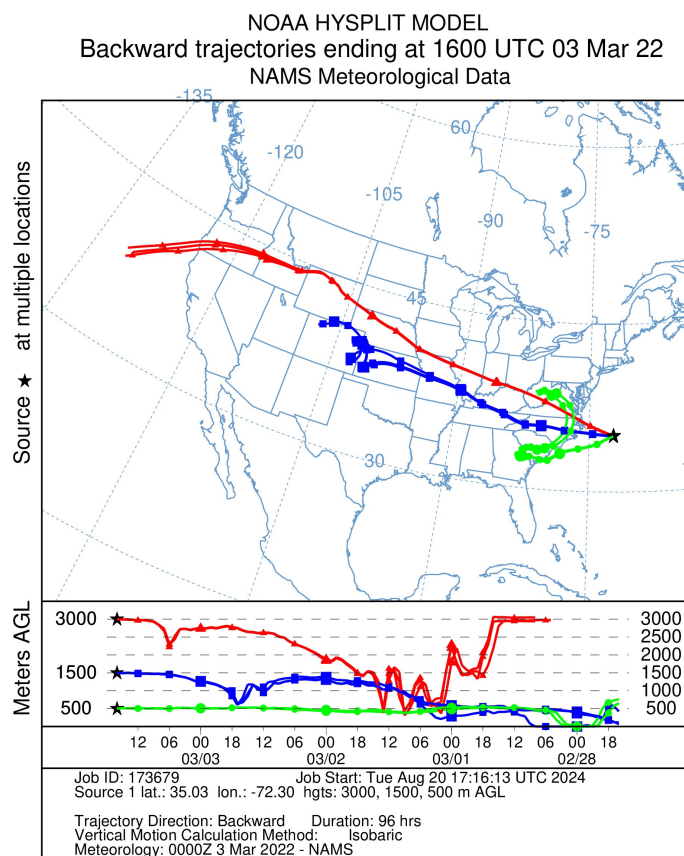 NOAA HYSPLIT MODEL
Backward trajectories ending at 1600 UTC 03 Mar 22
NAMS Meteorological Data
Source ★ at multiple locations
-135
-120
-105
-90
-75
60
45
30
Meters AGL
3000
1500
500
3000
2500
2000
1500
1000
500
12 06 00 18 12 06 00 18 12 06 00 18 12 06 00 18
03/03 03/02 03/01 02/28
Job ID: 173679 Job Start: Tue Aug 20 17:16:13 UTC 2024
Source 1 lat.: 35.03 lon.: -72.30 hgts: 3000, 1500, 500 m AGL
Trajectory Direction: Backward Duration: 96 hrs
Vertical Motion Calculation Method: Isobaric
Meteorology: 0000Z 3 Mar 2022 - NAMS